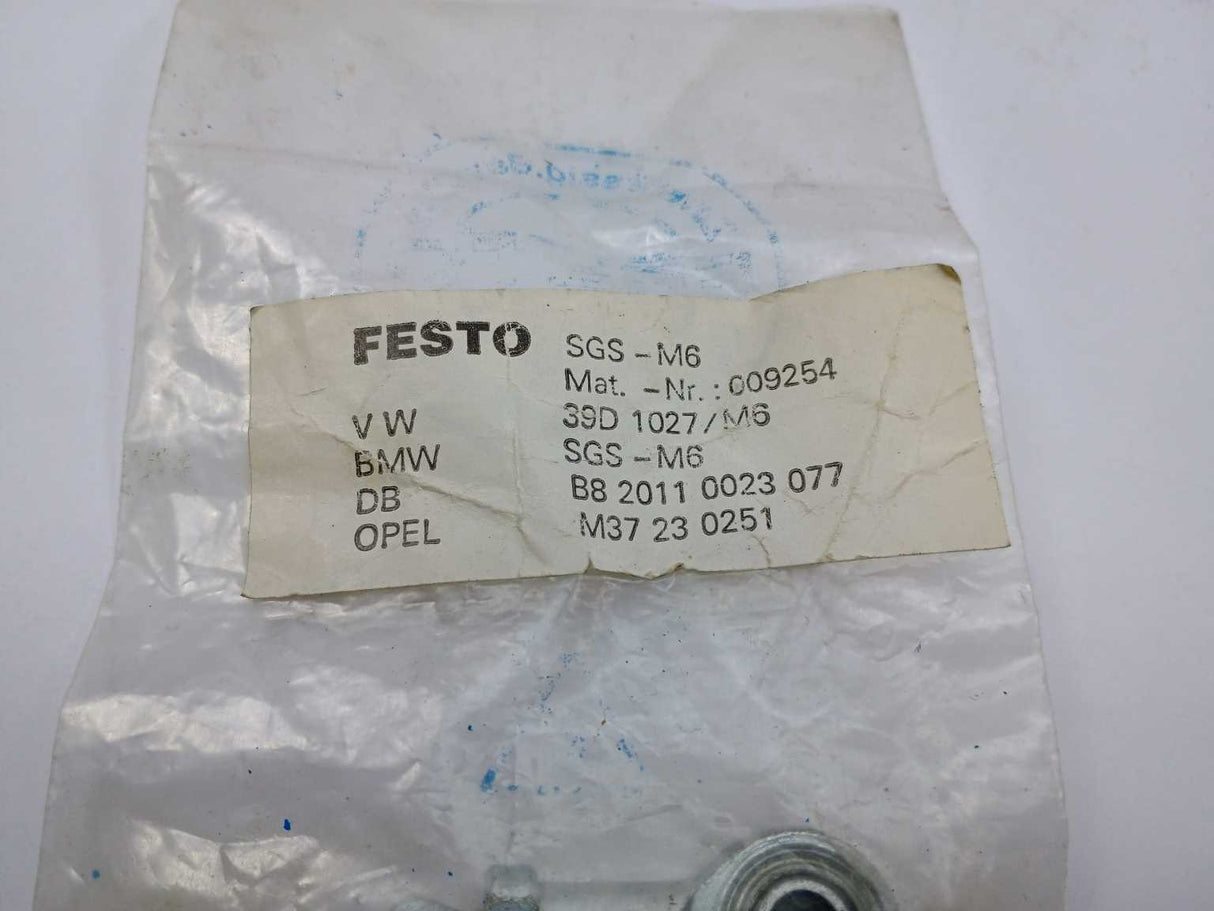 FESTO SGS - M6
Mat. - Nr. : 009254
VW 39D 1027/M6
BMW SGS - M6
DB B8 2011 0023 077
OPEL M37 23 0251